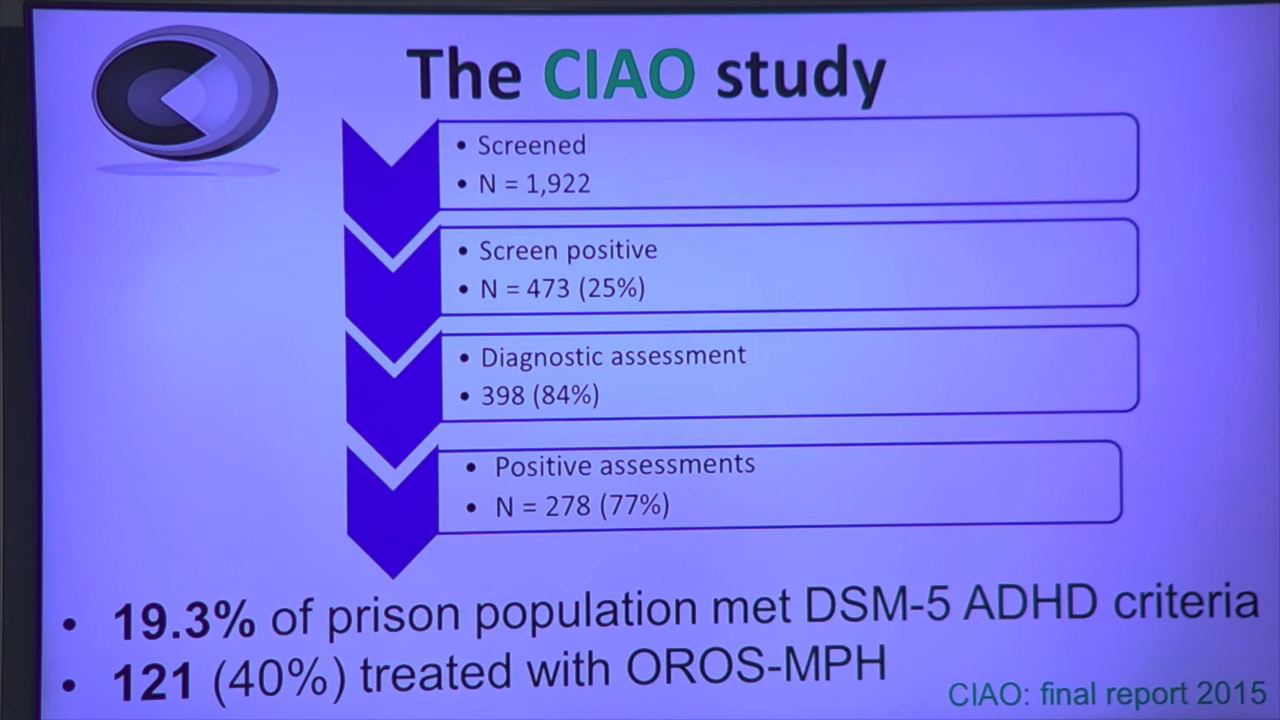 The CIAO study
• Screened
• N = 1,922
• Screen positive
• N = 473 (25%)
• Diagnostic assessment
• 398 (84%)
• Positive assessments
• N = 278 (77%)
• 19.3% of prison population met DSM-5 ADHD criteria
• 121 (40%) treated with OROS-MPH
CIAO: final report 2015